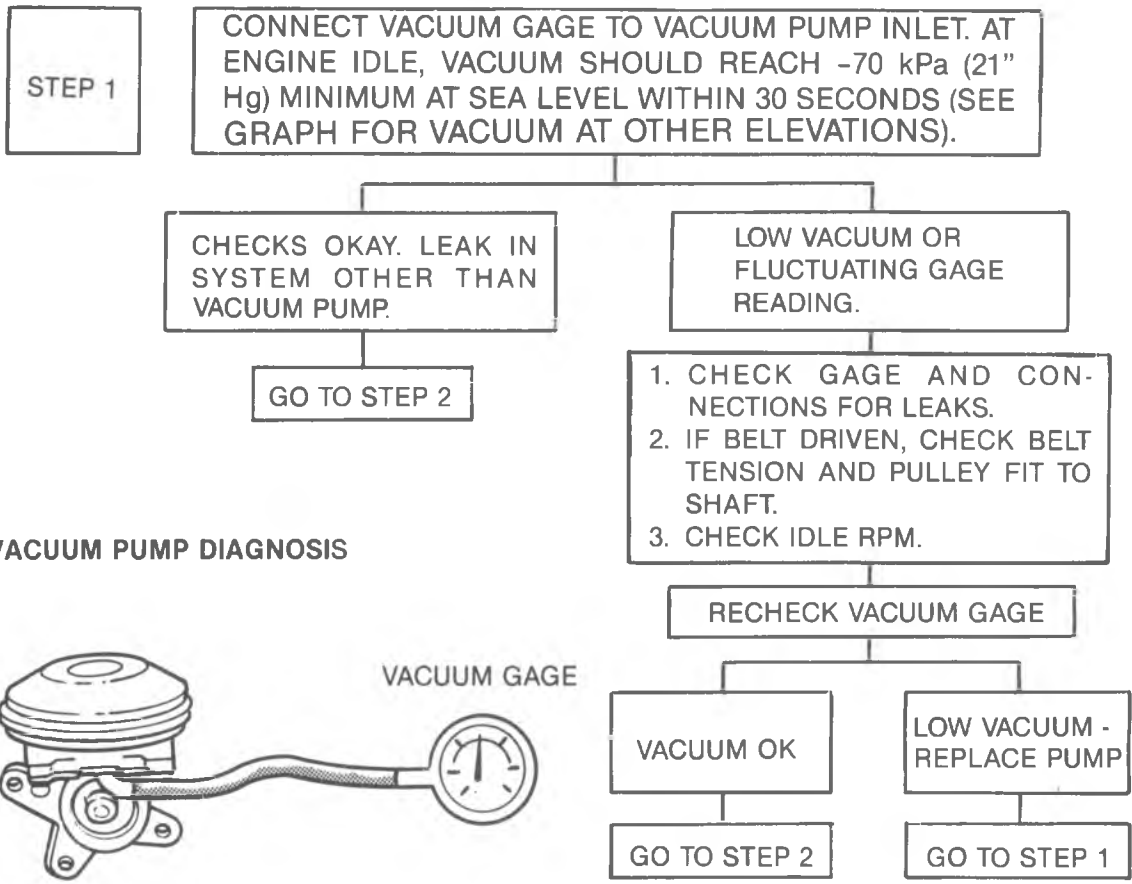 STEP 1
CONNECT VACUUM GAGE TO VACUUM PUMP INLET. AT
ENGINE IDLE, VACUUM SHOULD REACH -70 kPa (21"
Hg) MINIMUM AT SEA LEVEL WITHIN 30 SECONDS (SEE
GRAPH FOR VACUUM AT OTHER ELEVATIONS).
CHECKS OKAY. LEAK IN
SYSTEM OTHER THAN
VACUUM PUMP.
GO TO STEP 2
LOW VACUUM OR
FLUCTUATING GAGE
READING.
1. CHECK GAGE AND CON-
NECTIONS FOR LEAKS.
2. IF BELT DRIVEN, CHECK BELT
TENSION AND PULLEY FIT TO
SHAFT.
3. CHECK IDLE RPM.
RECHECK VACUUM GAGE
VACUUM OK
GO TO STEP 2
LOW VACUUM -
REPLACE PUMP
GO TO STEP 1
VACUUM PUMP DIAGNOSIS
VACUUM GAGE